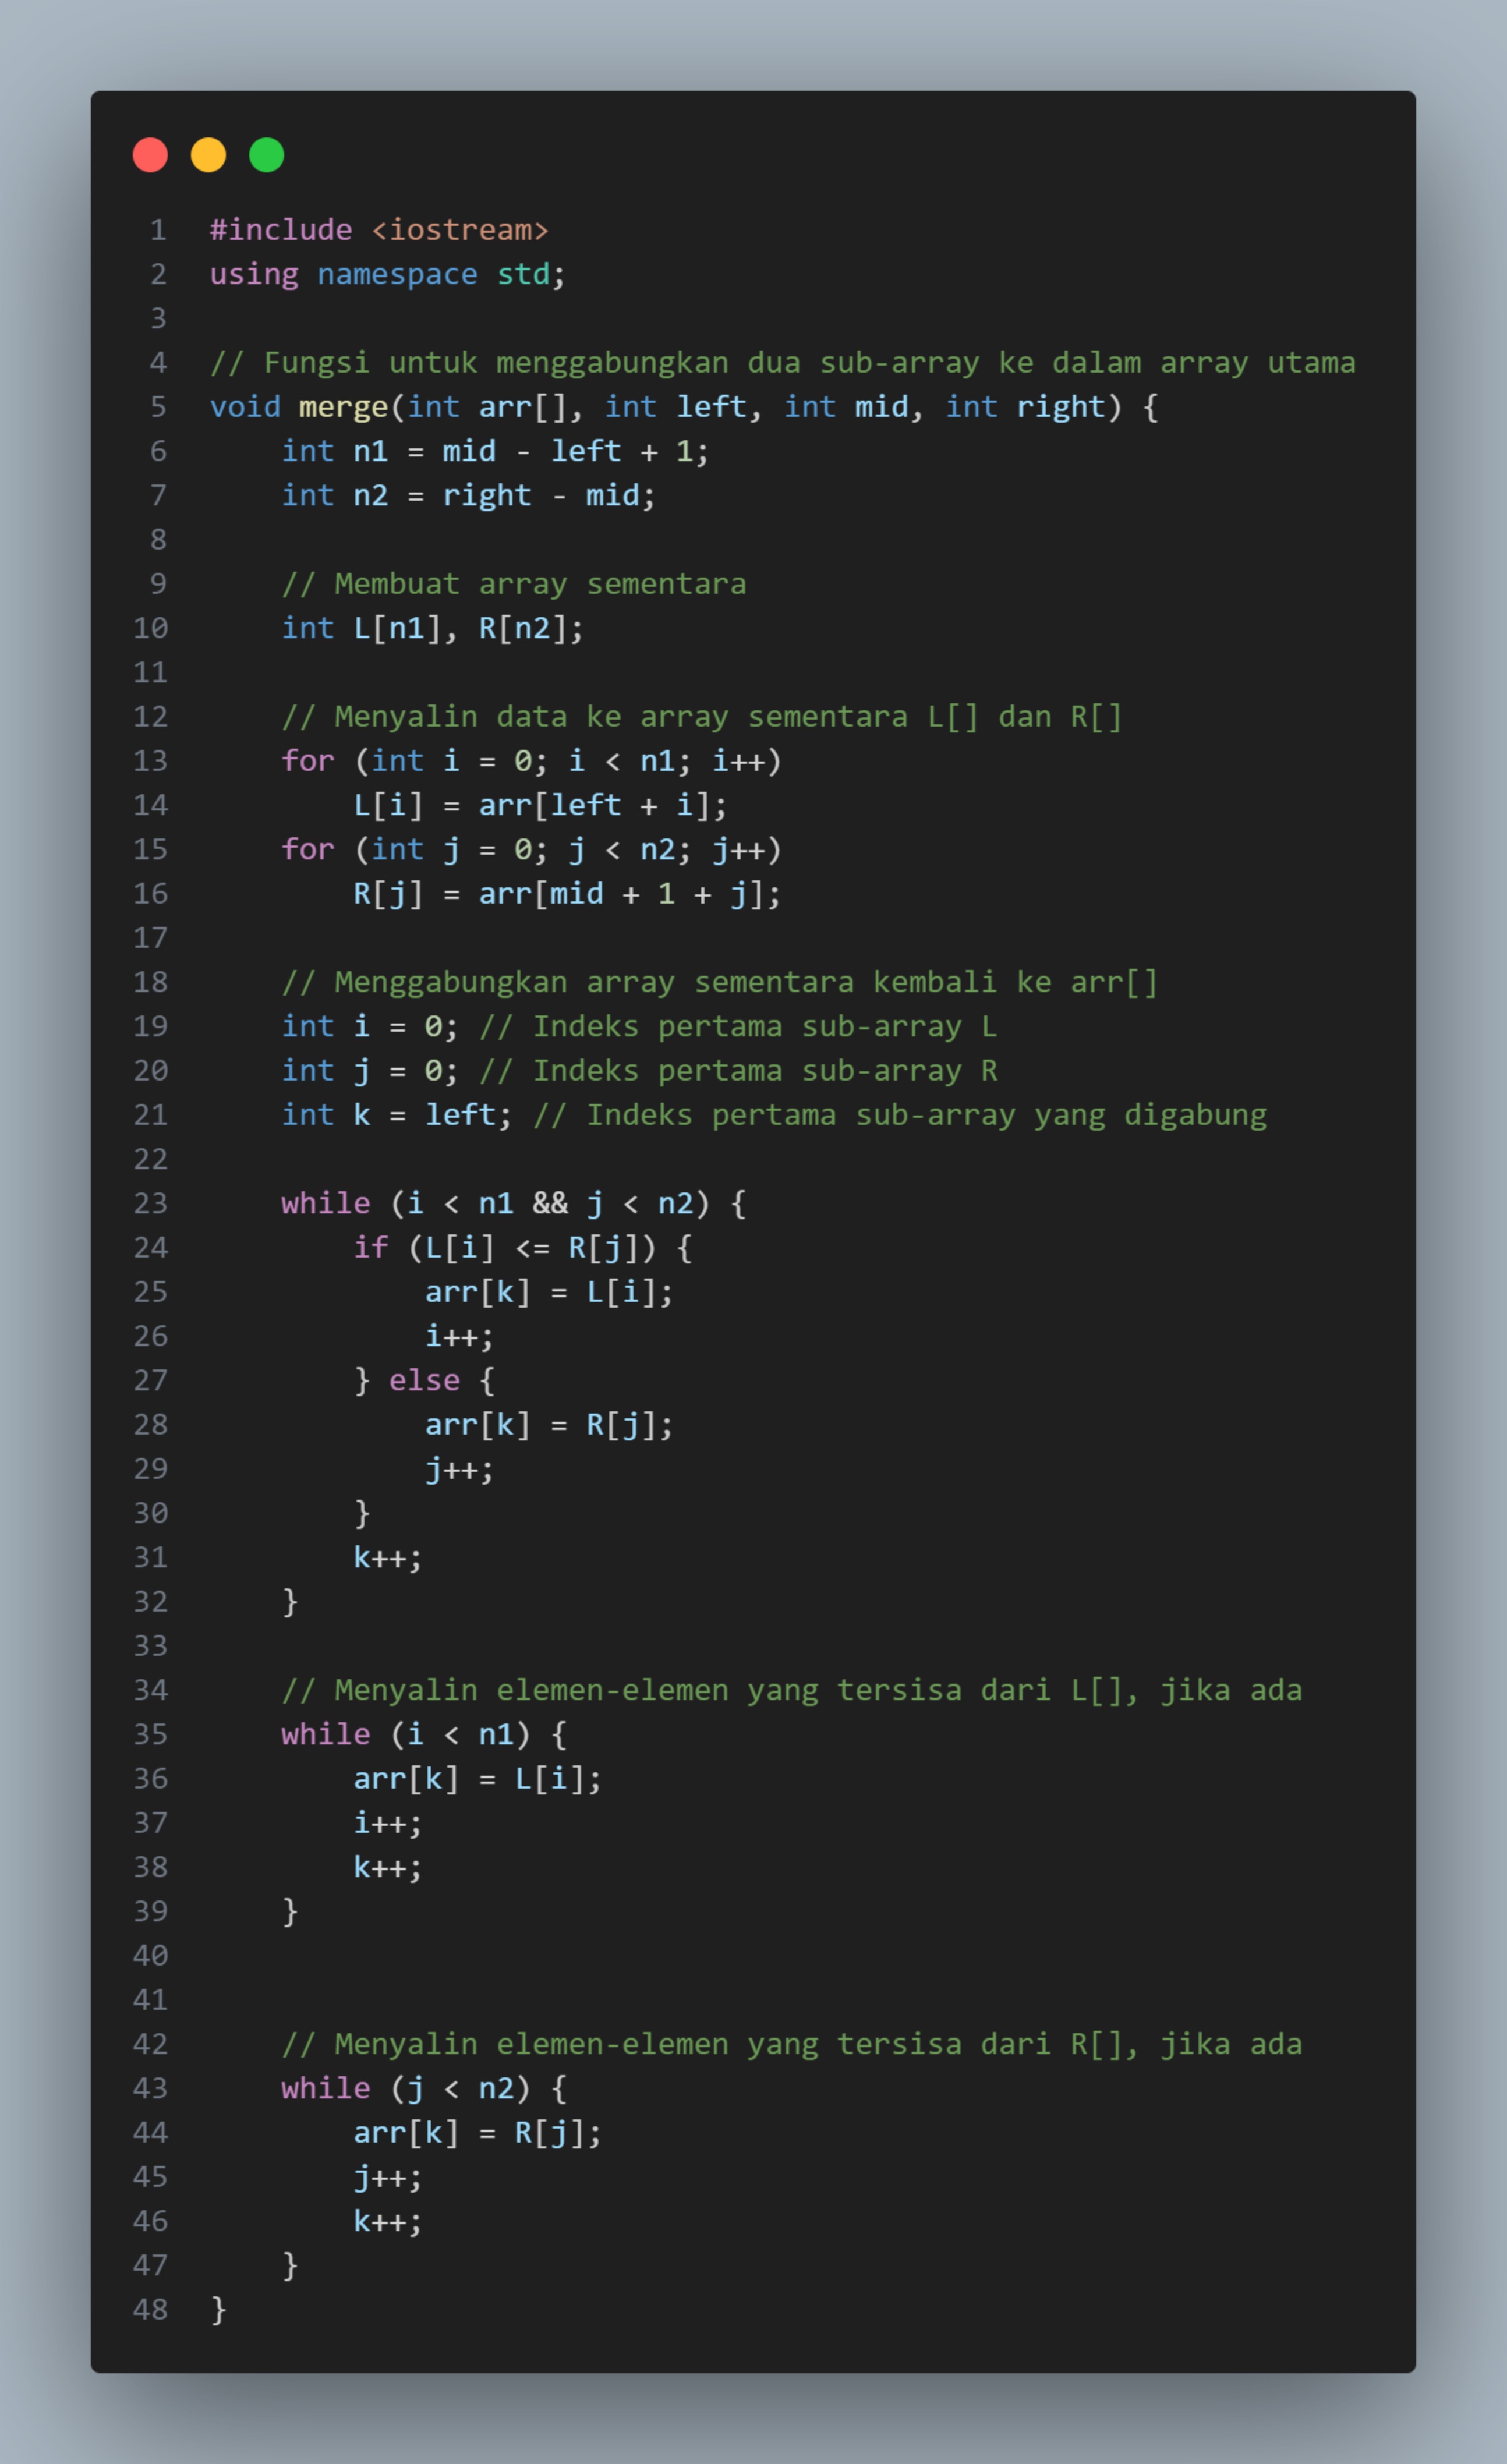 1 #include <iostream>
2 using namespace std;
3
4 // Fungsi untuk menggabungkan dua sub-array ke dalam array utama
5 void merge(int arr[], int left, int mid, int right) {
6     int n1 = mid - left + 1;
7     int n2 = right - mid;
8
9     // Membuat array sementara
10     int L[n1], R[n2];
11
12     // Menyalin data ke array sementara L[] dan R[]
13     for (int i = 0; i < n1; i++)
14         L[i] = arr[left + i];
15     for (int j = 0; j < n2; j++)
16         R[j] = arr[mid + 1 + j];
17
18     // Menggabungkan array sementara kembali ke arr[]
19     int i = 0; // Indeks pertama sub-array L
20     int j = 0; // Indeks pertama sub-array R
21     int k = left; // Indeks pertama sub-array yang digabung
22
23     while (i < n1 && j < n2) {
24         if (L[i] <= R[j]) {
25             arr[k] = L[i];
26             i++;
27         } else {
28             arr[k] = R[j];
29             j++;
30         }
31         k++;
32     }
33
34     // Menyalin elemen-elemen yang tersisa dari L[], jika ada
35     while (i < n1) {
36         arr[k] = L[i];
37         i++;
38         k++;
39     }
40
41
42     // Menyalin elemen-elemen yang tersisa dari R[], jika ada
43     while (j < n2) {
44         arr[k] = R[j];
45         j++;
46         k++;
47     }
48 }